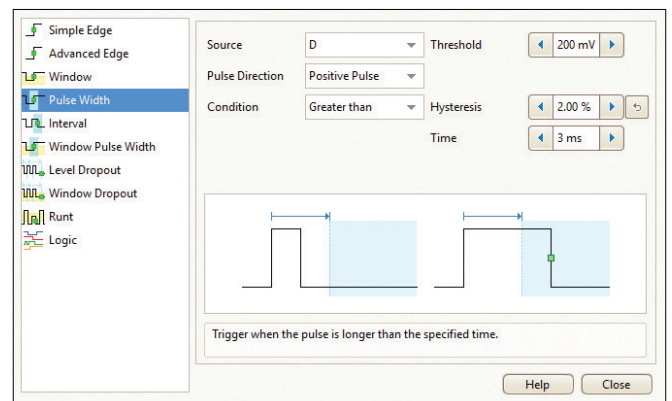 Simple Edge
Advanced Edge
Window
Pulse Width
Interval
Window Pulse Width
Level Dropout
Window Dropout
Runt
Logic
Source D Threshold 200 mV
Pulse Direction Positive Pulse
Condition Greater than Hysteresis 2.00 %
Time 3 ms
Trigger when the pulse is longer than the specified time.
Help Close